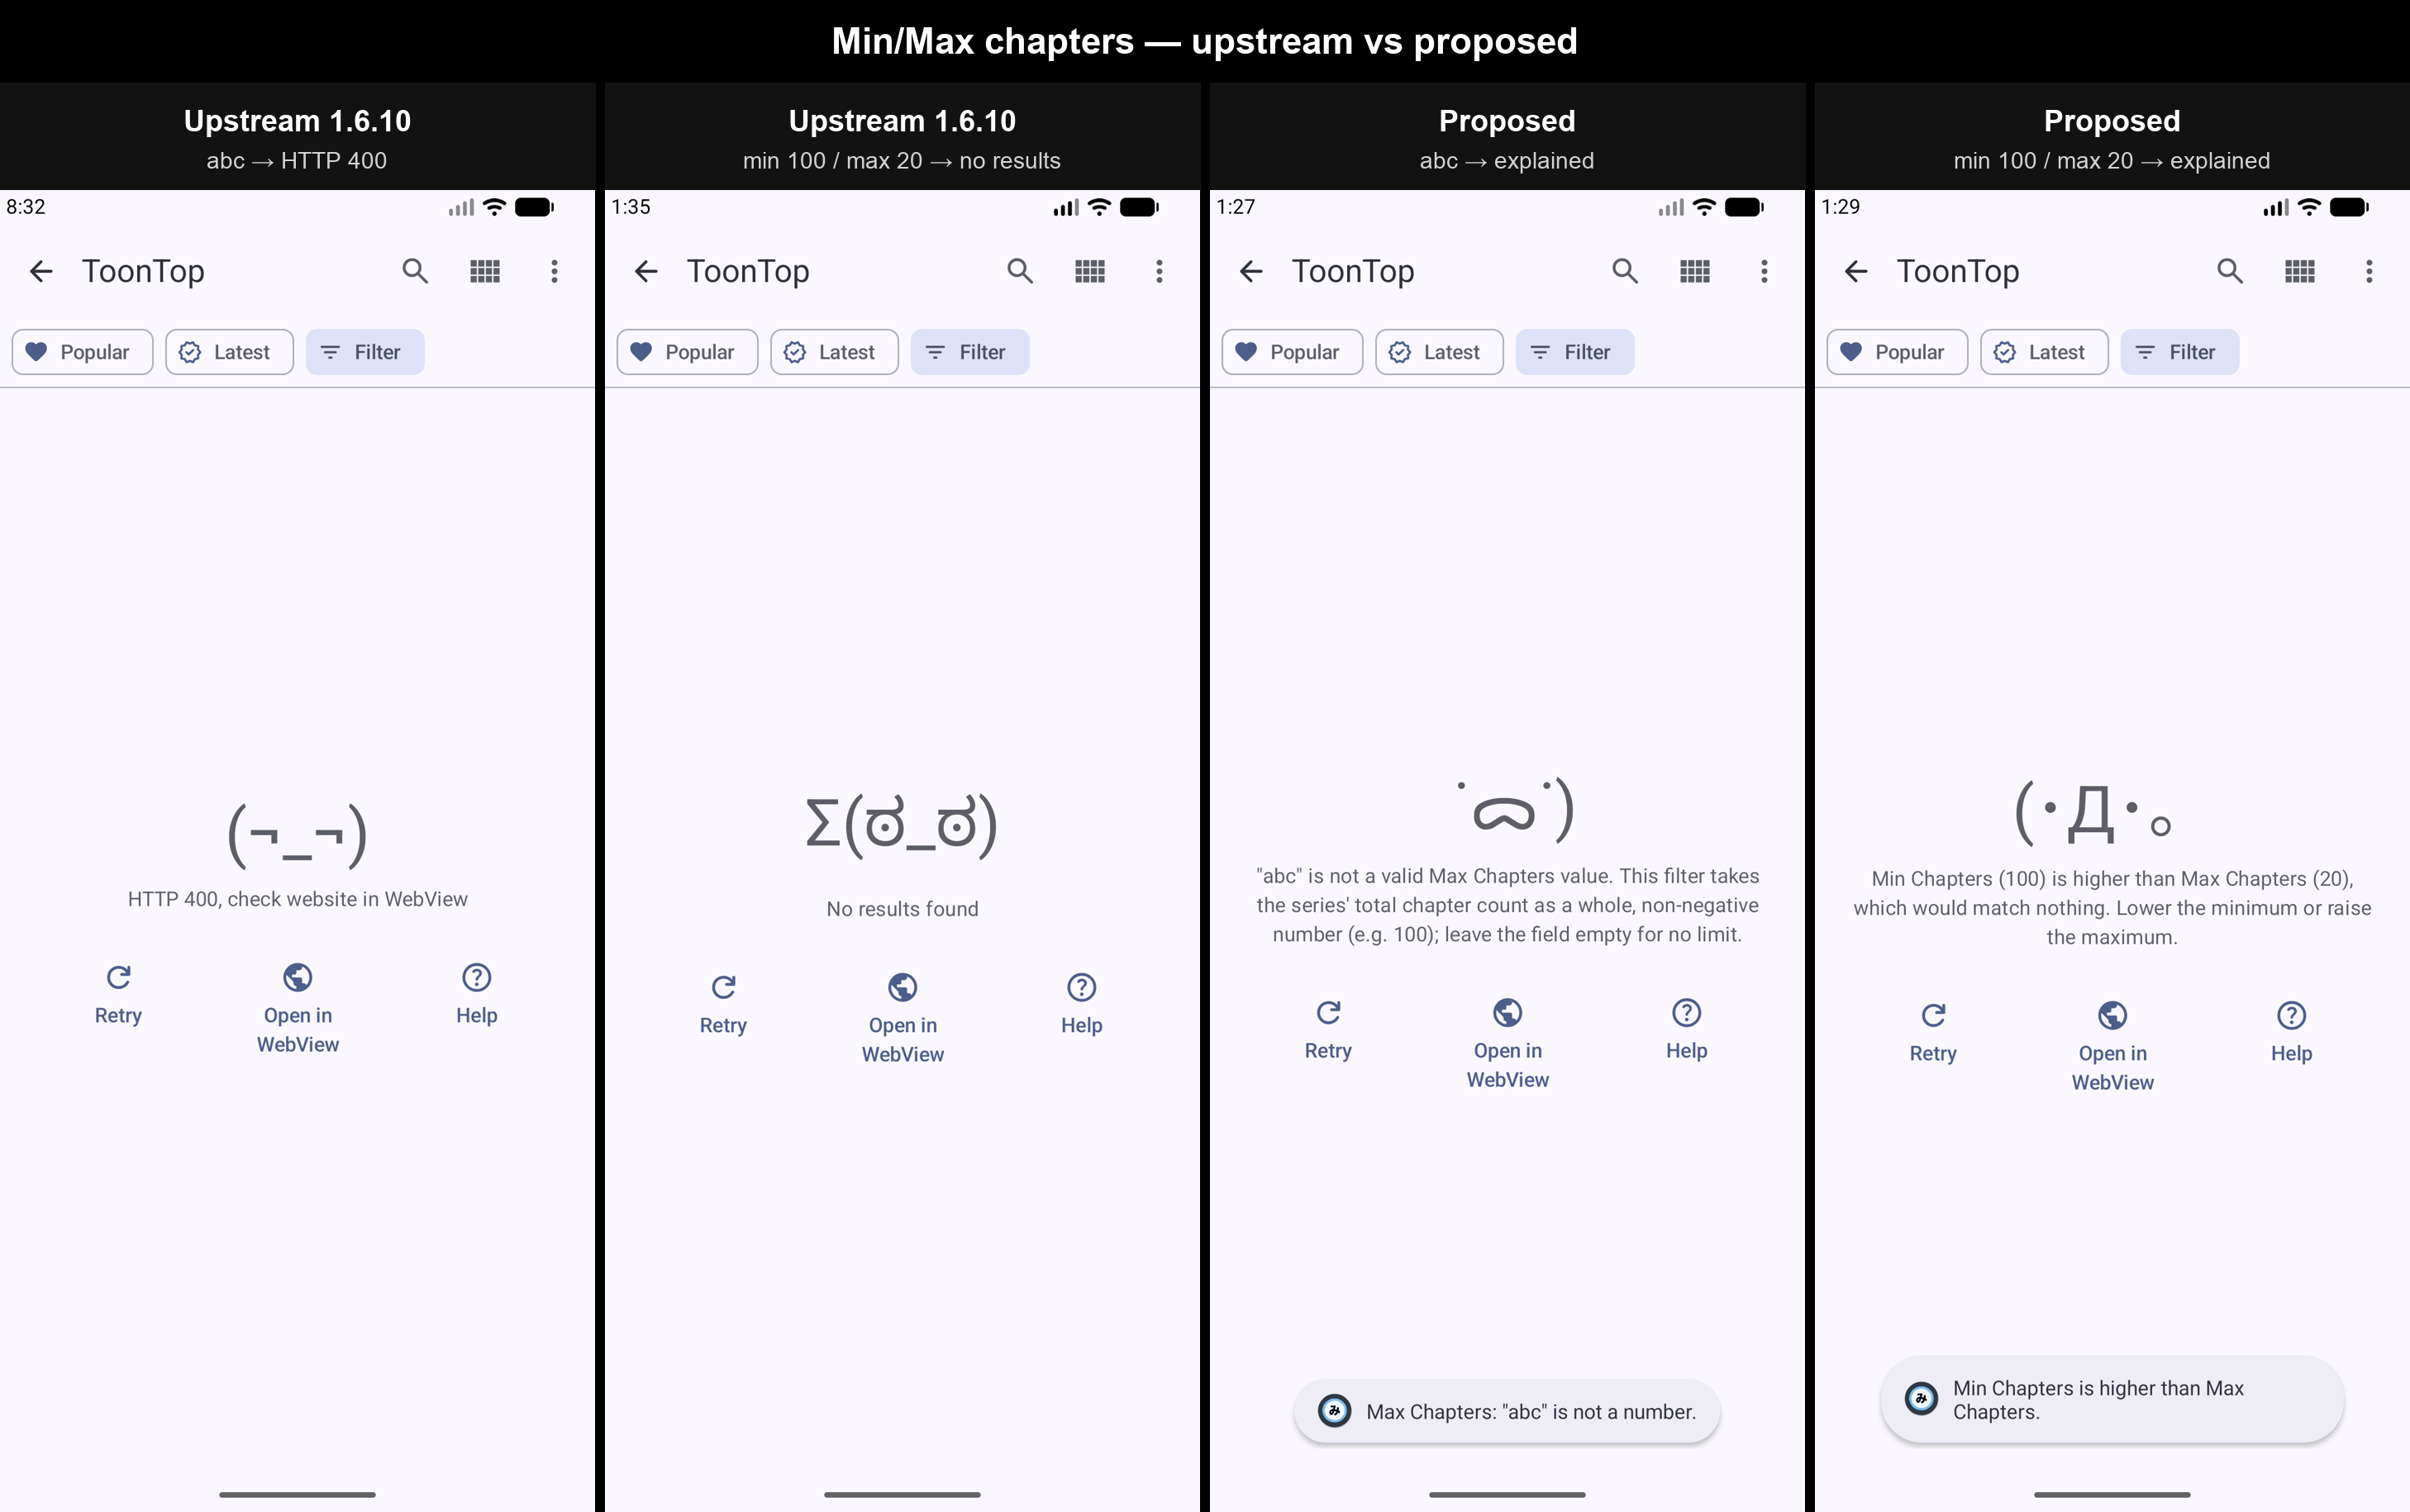 Min/Max chapters — upstream vs proposed
Upstream 1.6.10
abc → HTTP 400
8:32
ToonTop
Popular
Latest
Filter
(¬_¬)
HTTP 400, check website in WebView
Retry
Open in
WebView
Help
Upstream 1.6.10
min 100 / max 20 → no results
1:35
ToonTop
Popular
Latest
Filter
Σ(ಠ_ಠ)
No results found
Retry
Open in
WebView
Help
Proposed
abc → explained
1:27
ToonTop
Popular
Latest
Filter
˙ᯅ˙)
"abc" is not a valid Max Chapters value. This filter takes
the series' total chapter count as a whole, non-negative
number (e.g. 100); leave the field empty for no limit.
Retry
Open in
WebView
Help
み
Max Chapters: "abc" is not a number.
Proposed
min 100 / max 20 → explained
1:29
ToonTop
Popular
Latest
Filter
(･Д･。
Min Chapters (100) is higher than Max Chapters (20),
which would match nothing. Lower the minimum or raise
the maximum.
Retry
Open in
WebView
Help
み
Min Chapters is higher than Max
Chapters.